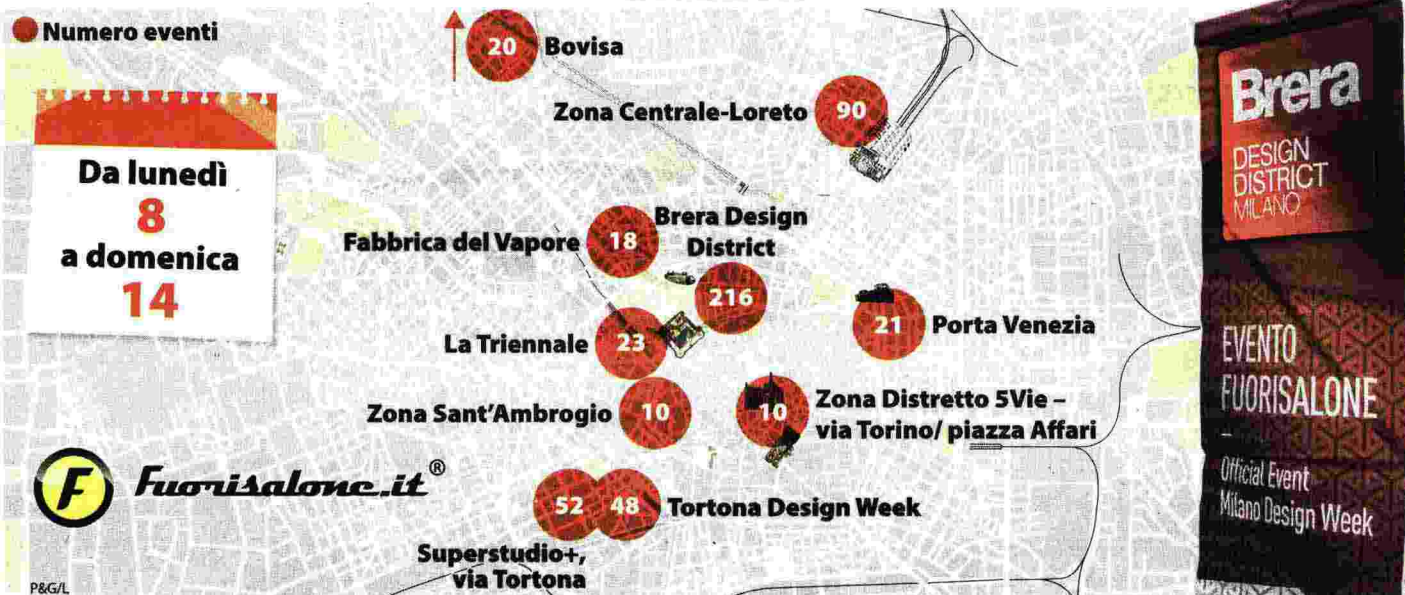 Numero eventi
20 Bovisa
Zona Centrale-Loreto 90
Da lunedì
8
a domenica
14
Fabbrica del Vapore 18
Brera Design
District
216
La Triennale 23
21 Porta Venezia
Zona Sant'Ambrogio 10
10 Zona Distretto 5Vie –
via Torino/ piazza Affari
F Fuorisalone.it®
52 48 Tortona Design Week
Superstudio+,
via Tortona
P&G/L
Brera
DESIGN
DISTRICT
MILANO
EVENTO
FUORISALONE
Official Event
Milano Design Week